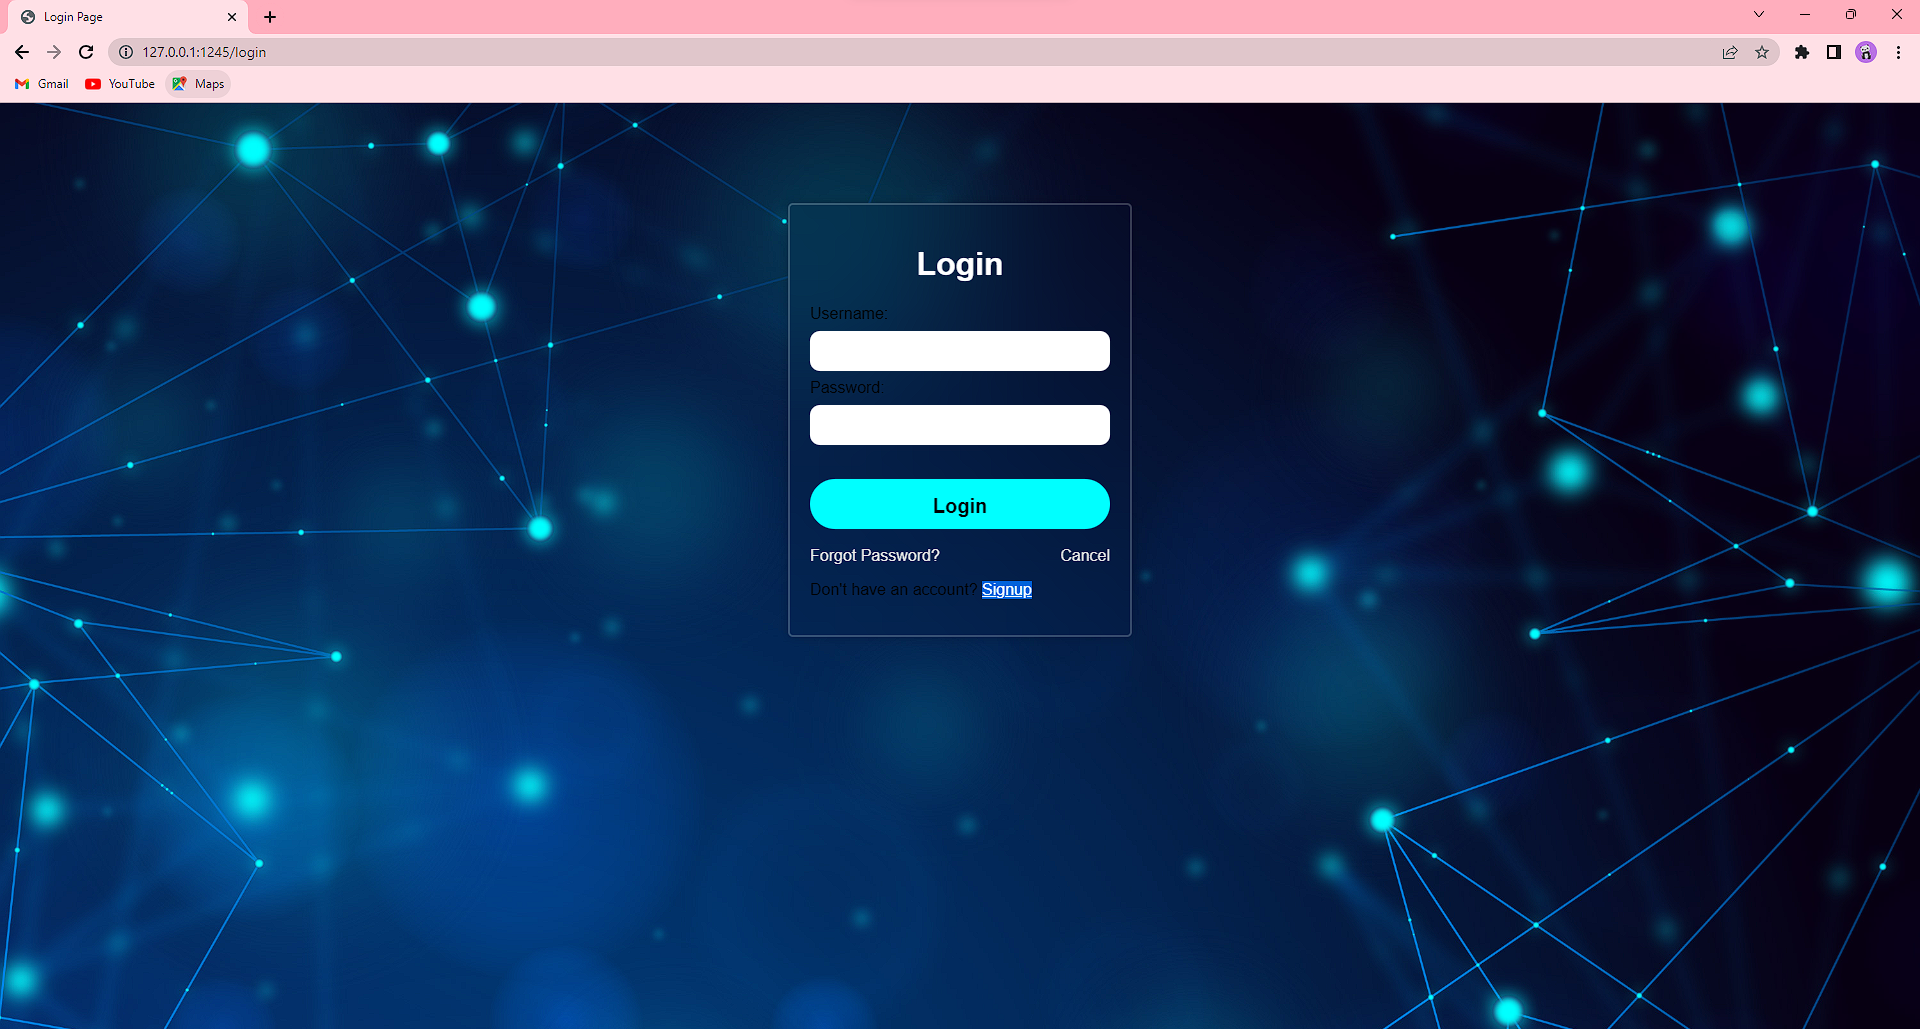 Login Page
127.0.0.1:1245/login
Gmail YouTube Maps
Login
Username:
Password:
Login
Forgot Password? Cancel
Don't have an account? Signup